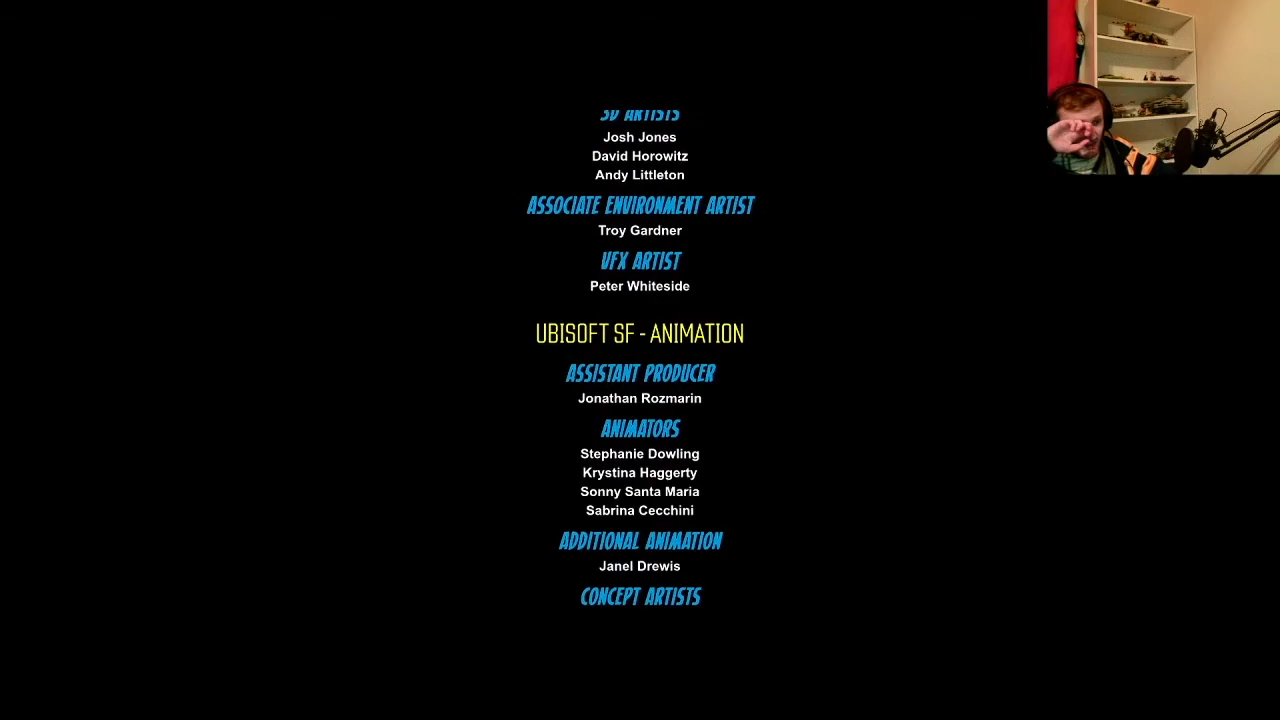 3D ARTISTS
Josh Jones
David Horowitz
Andy Littleton
ASSOCIATE ENVIRONMENT ARTIST
Troy Gardner
VFX ARTIST
Peter Whiteside
UBISOFT SF - ANIMATION
ASSISTANT PRODUCER
Jonathan Rozmarin
ANIMATORS
Stephanie Dowling
Krystina Haggerty
Sonny Santa Maria
Sabrina Cecchini
ADDITIONAL ANIMATION
Janel Drewis
CONCEPT ARTISTS